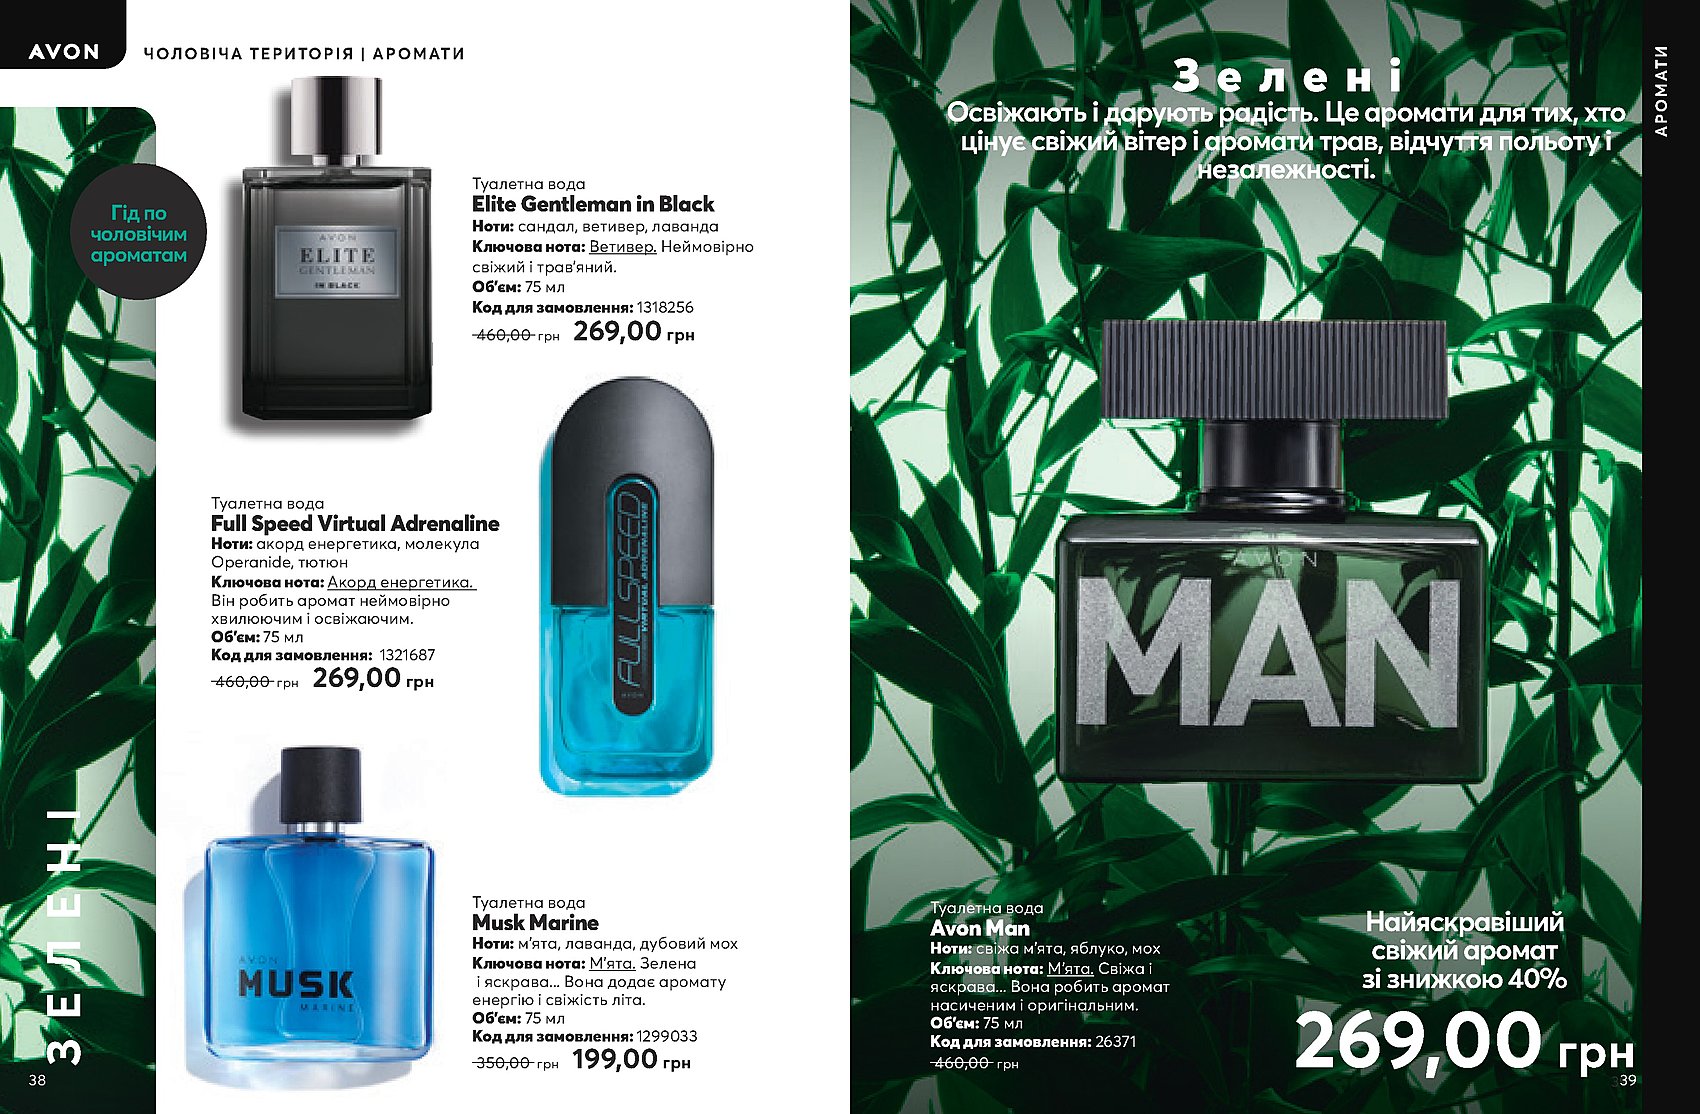 AVON
ЧОЛОВІЧА ТЕРИТОРІЯ | АРОМАТИ
Гід по
чоловічим
ароматам
AVON
ELITE
GENTLEMAN
IN BLACK
Туалетна вода
Elite Gentleman in Black
Ноти: сандал, ветивер, лаванда
Ключова нота: Ветивер. Неймовірно
свіжий і трав'яний.
Об'єм: 75 мл
Код для замовлення: 1318256
460,00 грн 269,00 грн
Туалетна вода
Full Speed Virtual Adrenaline
Ноти: акорд енергетика, молекула
Operanide, тютюн
Ключова нота: Акорд енергетика.
Він робить аромат неймовірно
хвилюючим і освіжаючим.
Об'єм: 75 мл
Код для замовлення: 1321687
460,00 грн 269,00 грн
FULL SPEED
VIRTUAL ADRENALINE
AVON
AVON
MUSK
MARINE
Туалетна вода
Musk Marine
Ноти: м'ята, лаванда, дубовий мох
Ключова нота: М'ята. Зелена
і яскрава... Вона додає аромату
енергію і свіжість літа.
Об'єм: 75 мл
Код для замовлення: 1299033
350,00 грн 199,00 грн
ЗЕЛЕНІ
38
Зелені
Освіжають і дарують радість. Це аромати для тих, хто
цінує свіжий вітер і аромати трав, відчуття польоту і
незалежності.
АРОМАТИ
AVON
MAN
Туалетна вода
Avon Man
Ноти: свіжа м'ята, яблуко, мох
Ключова нота: М'ята. Свіжа і
яскрава... Вона робить аромат
насиченим і оригінальним.
Об'єм: 75 мл
Код для замовлення: 26371
460,00 грн
Найяскравіший
свіжий аромат
зі знижкою 40%
269,00 грн
39